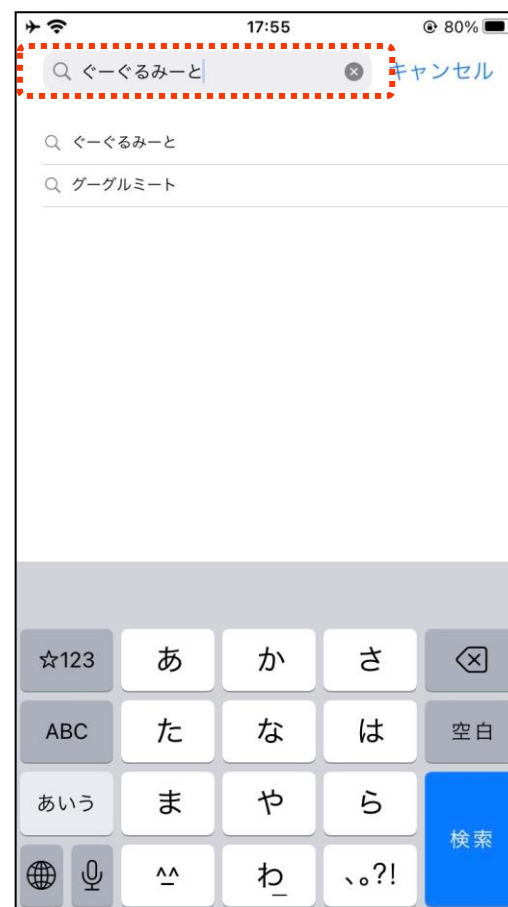 17:55 80%
ぐーぐるみーと キャンセル
ぐーぐるみーと
グーグルミート
☆123 あ か さ
ABC た な は 空白
あいう ま や ら 検索
^^ わ_ 、。?!